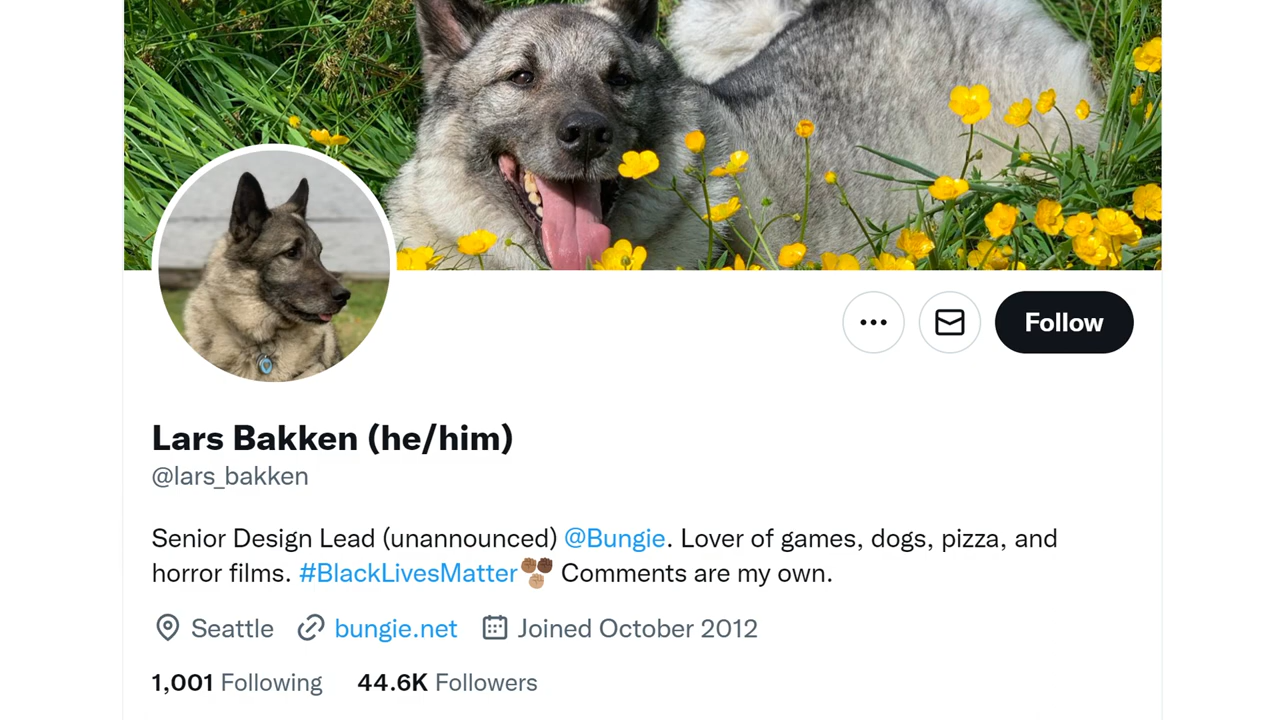 Follow
Lars Bakken (he/him)
@lars_bakken
Senior Design Lead (unannounced) @Bungie. Lover of games, dogs, pizza, and
horror films. #BlackLivesMatter✊🏽✊🏿✊🏼 Comments are my own.
Seattle bungie.net Joined October 2012
1,001 Following 44.6K Followers